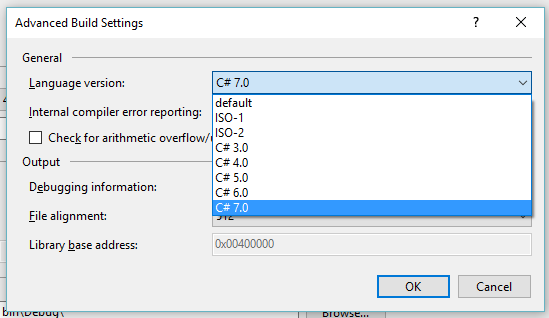 Advanced Build Settings
?
General
Language version:
C# 7.0
default
ISO-1
ISO-2
C# 3.0
C# 4.0
C# 5.0
C# 6.0
C# 7.0
Internal compiler error reporting:
Check for arithmetic overflow/
Output
Debugging information:
File alignment:
Library base address:
0x00400000
OK
Cancel
bin\Debug\
Browse...